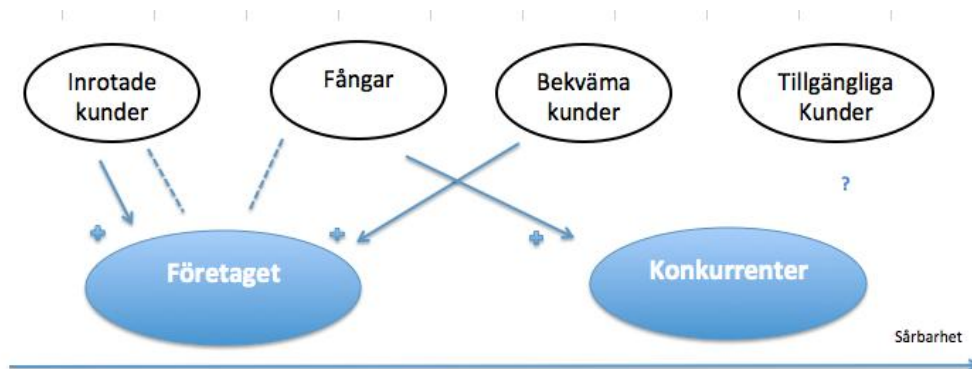 Inrotade
kunder
Fångar
Bekväma
kunder
Tillgängliga
Kunder
?
Företaget
Konkurrenter
Sårbarhet